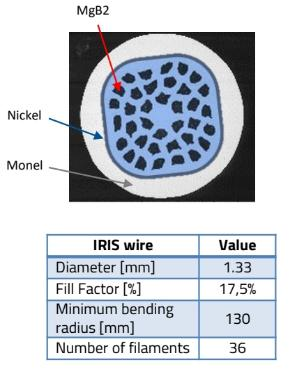 MgB2
Nickel
Monel
IRIS wire Value
Diameter [mm] 1.33
Fill Factor [%] 17,5%
Minimum bending
radius [mm] 130
Number of filaments 36